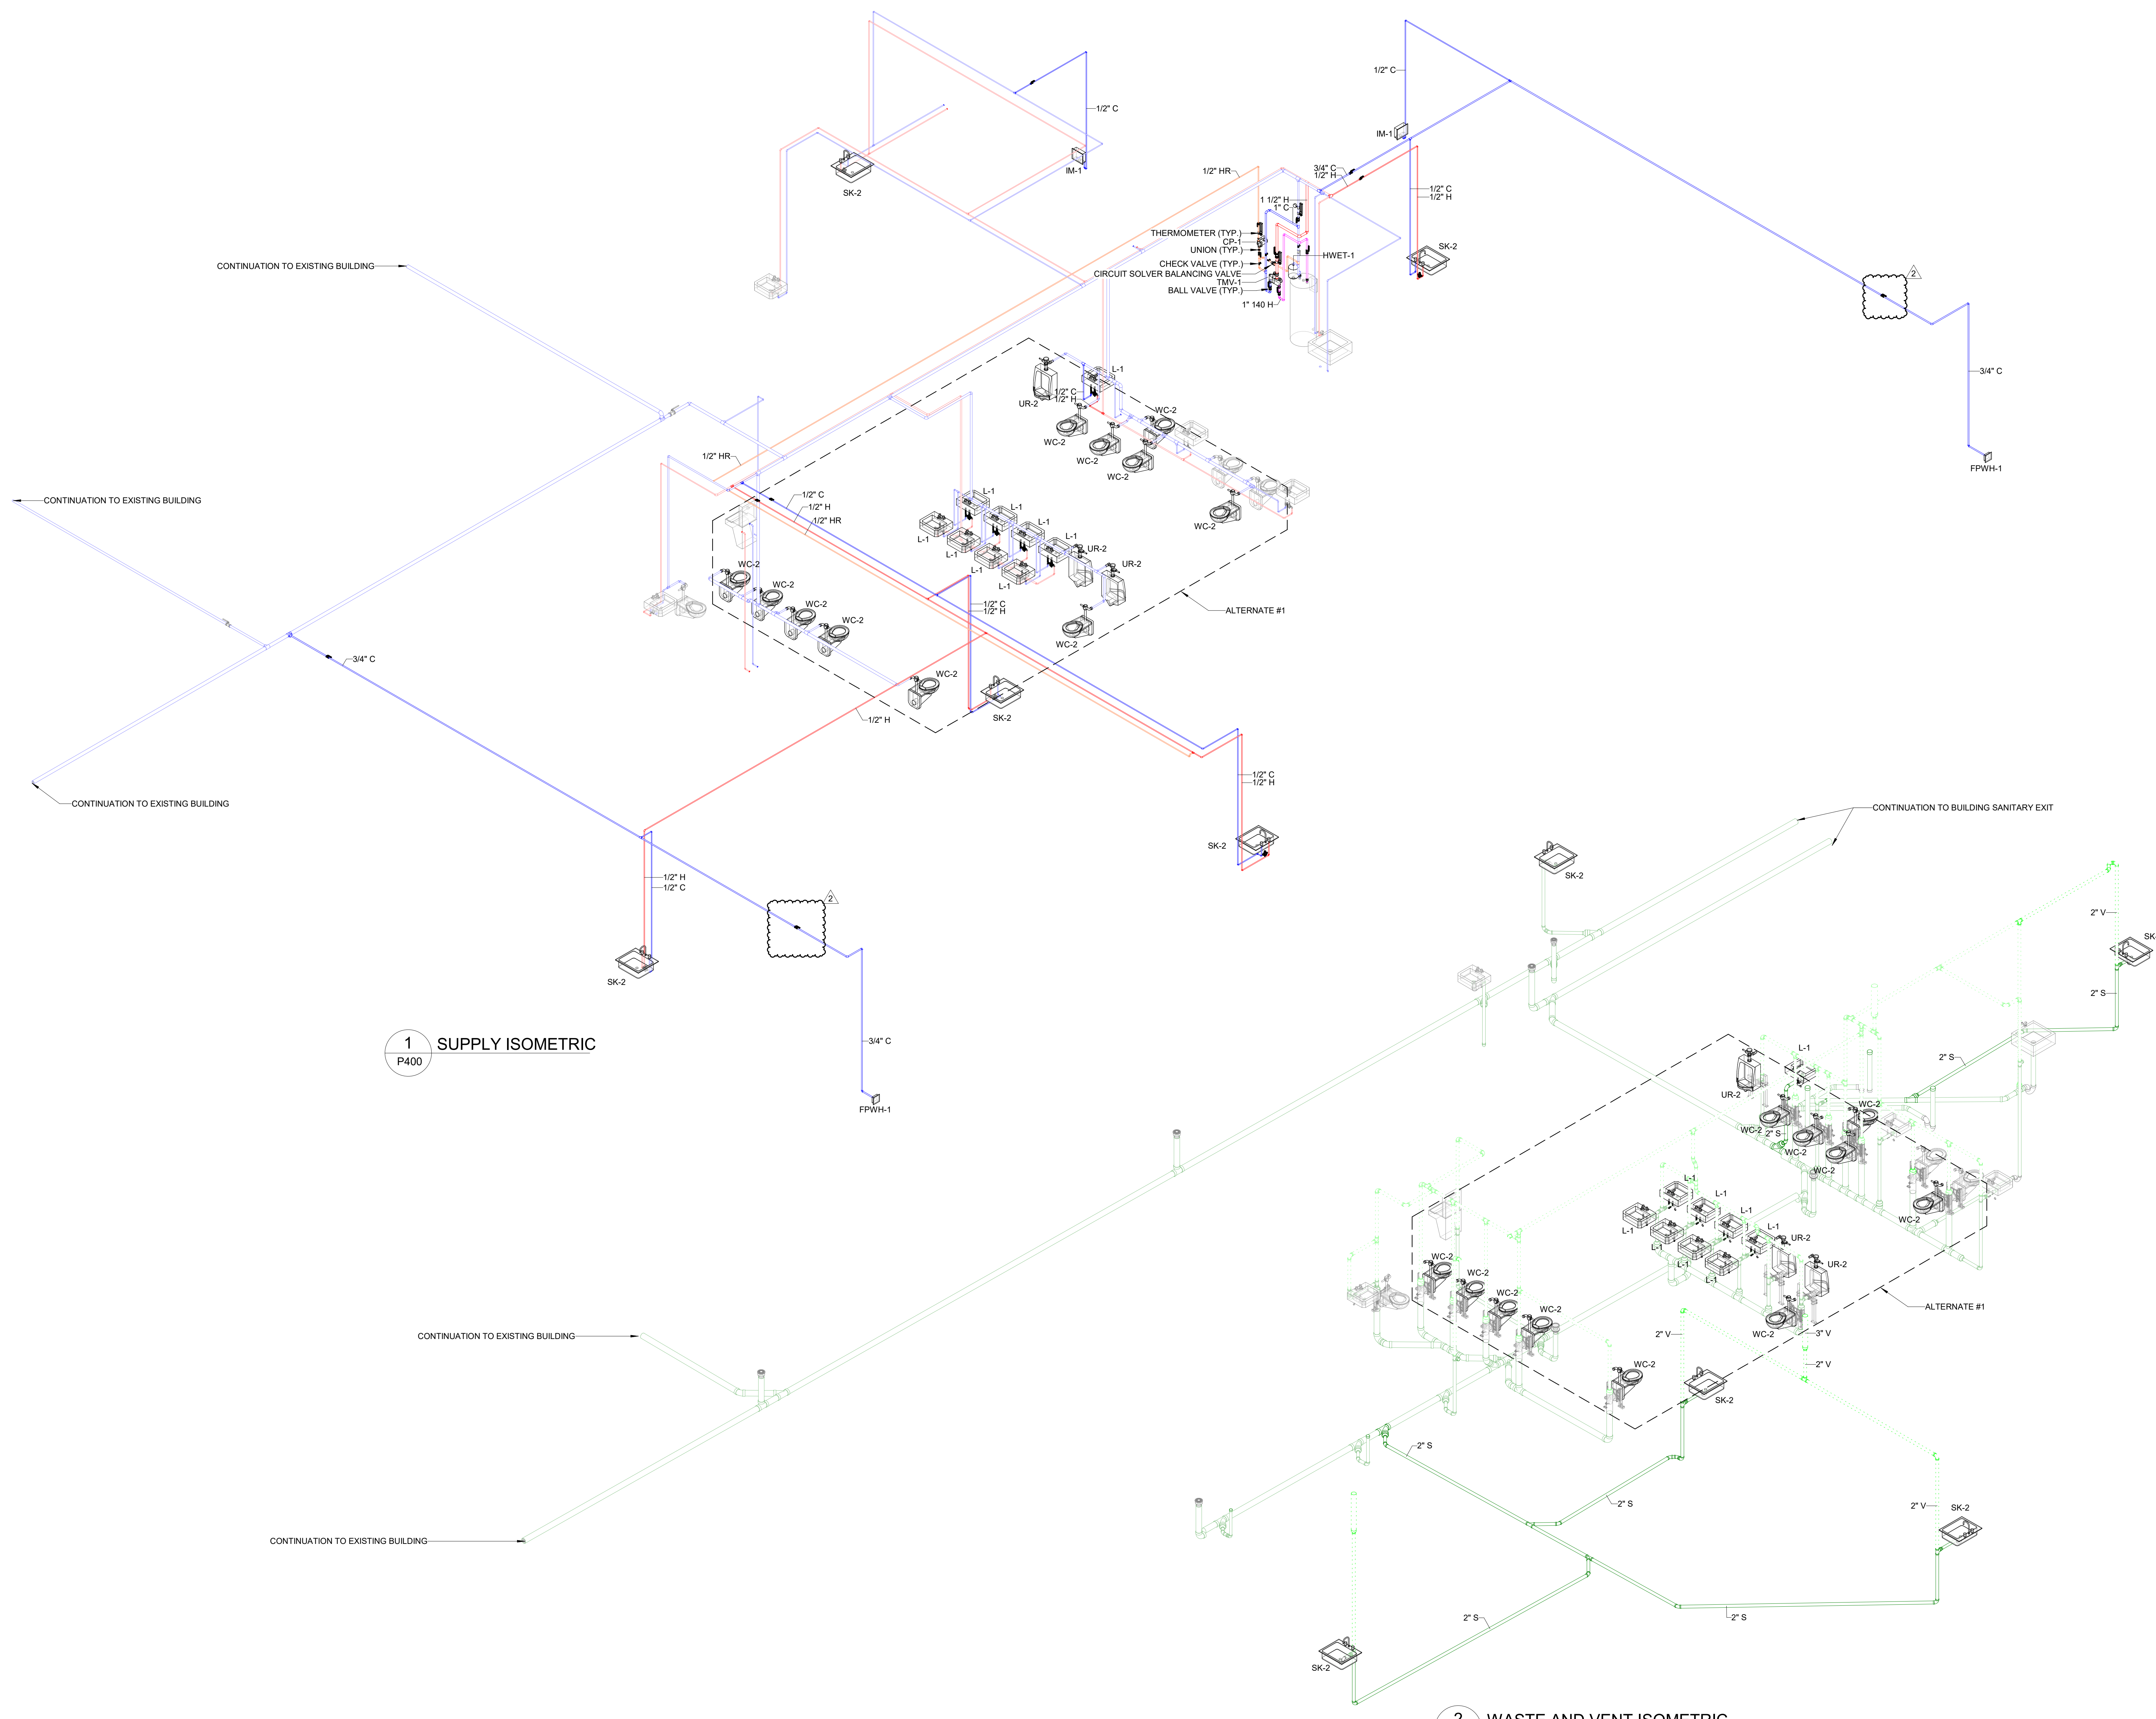 1/2" C
1/2" C
IM-1
SK-2
IM-1
1/2" HR
3/4" C
1/2" H
1/2" C
1/2" H
1 1/2" H
1" C
THERMOMETER (TYP.)
CP-1
UNION (TYP.)
CHECK VALVE (TYP.)
CIRCUIT SOLVER BALANCING VALVE
TMV-1
BALL VALVE (TYP.)
1" 140 H
HWET-1
SK-2
2
3/4" C
FPWH-1
CONTINUATION TO EXISTING BUILDING
L-1
1/2" C
1/2" H
UR-2
WC-2
WC-2
WC-2
WC-2
WC-2
1/2" HR
CONTINUATION TO EXISTING BUILDING
1/2" C
1/2" H
1/2" HR
L-1
L-1
L-1
L-1
L-1
L-1
L-1
L-1
UR-2
UR-2
WC-2
WC-2
WC-2
WC-2
1/2" C
1/2" H
ALTERNATE #1
WC-2
3/4" C
WC-2
SK-2
1/2" H
1/2" C
1/2" H
CONTINUATION TO EXISTING BUILDING
SK-2
1/2" H
1/2" C
2
SK-2
3/4" C
FPWH-1
1
P400
SUPPLY ISOMETRIC
CONTINUATION TO BUILDING SANITARY EXIT
SK-2
2" V
SK
2" S
2" S
L-1
UR-2
WC-2
WC-2
2" S
WC-2
WC-2
WC-2
L-1
L-1
L-1
L-1
L-1
L-1
L-1
L-1
UR-2
UR-2
WC-2
WC-2
WC-2
WC-2
ALTERNATE #1
WC-2
3" V
2" V
2" V
WC-2
SK-2
CONTINUATION TO EXISTING BUILDING
2" S
2" S
2" V
SK-2
CONTINUATION TO EXISTING BUILDING
2" S
2" S
SK-2
2
WASTE AND VENT ISOMETRIC